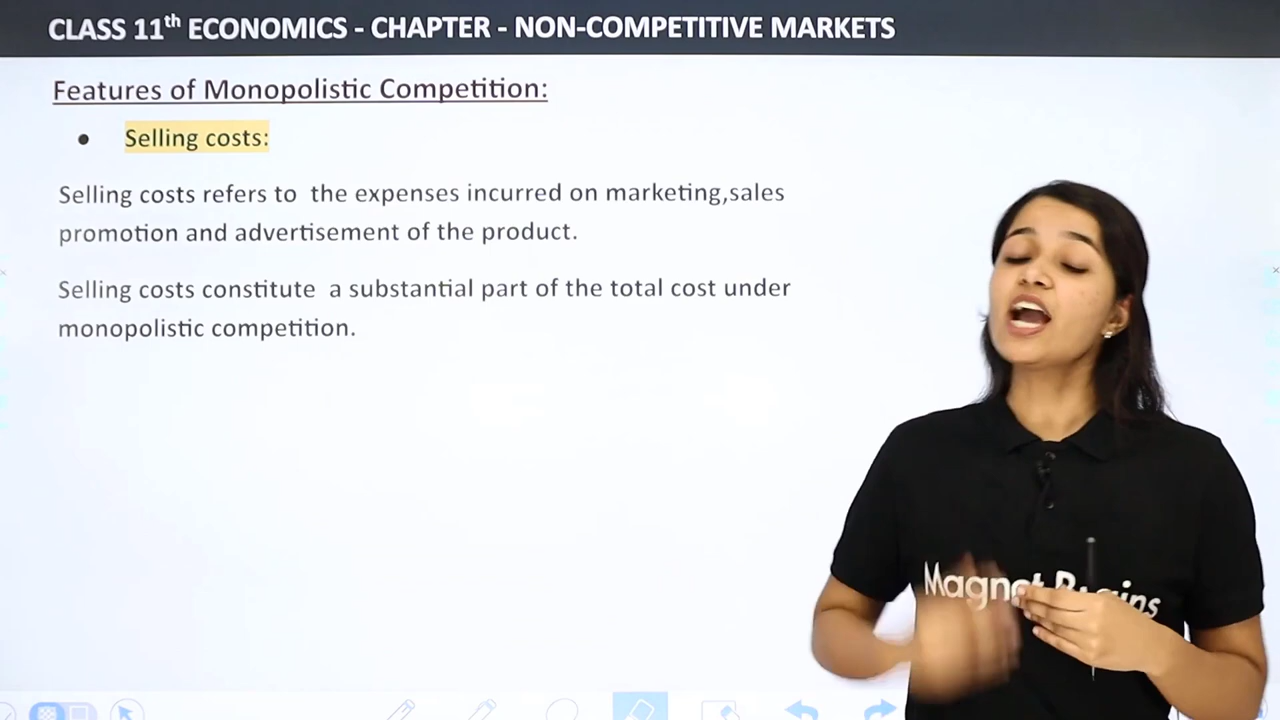 CLASS 11th ECONOMICS - CHAPTER - NON-COMPETITIVE MARKETS
Features of Monopolistic Competition:
• Selling costs:
Selling costs refers to the expenses incurred on marketing,sales
promotion and advertisement of the product.
Selling costs constitute a substantial part of the total cost under
monopolistic competition.
Magnet Brains